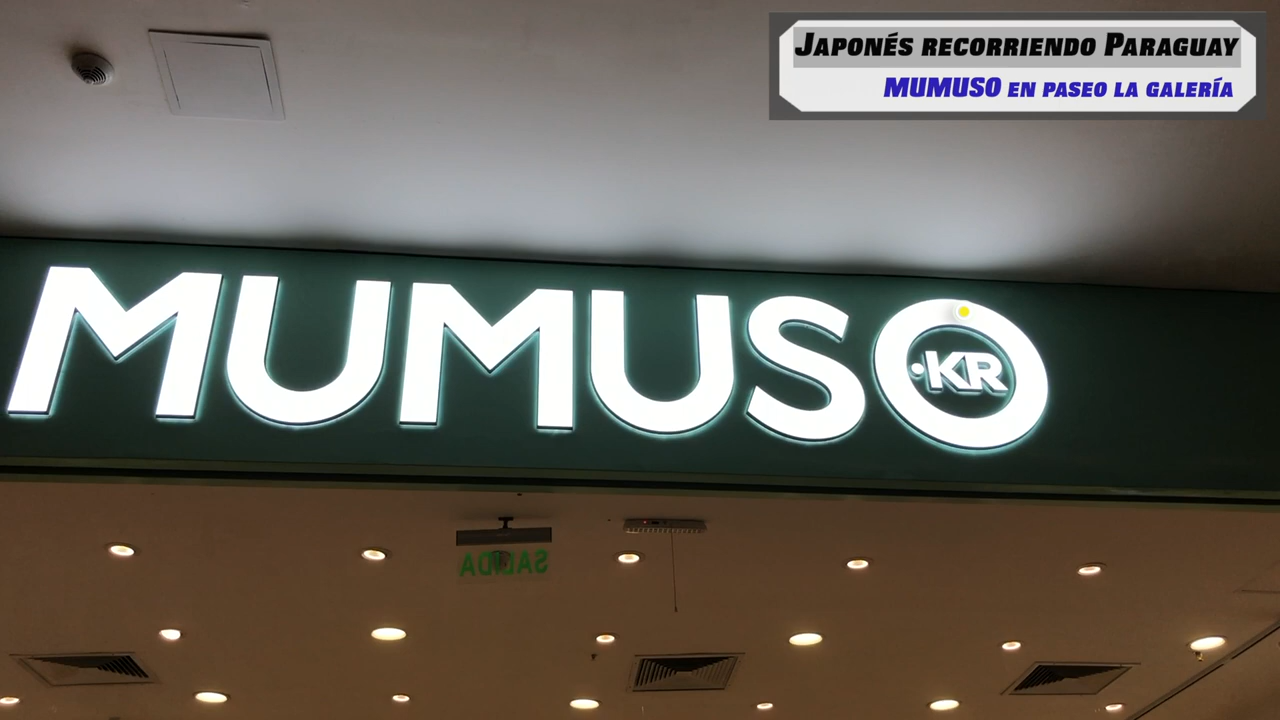 JAPONÉS RECORRIENDO PARAGUAY
MUMUSO EN PASEO LA GALERÍA
MUMUSO
.KR
SALIDA